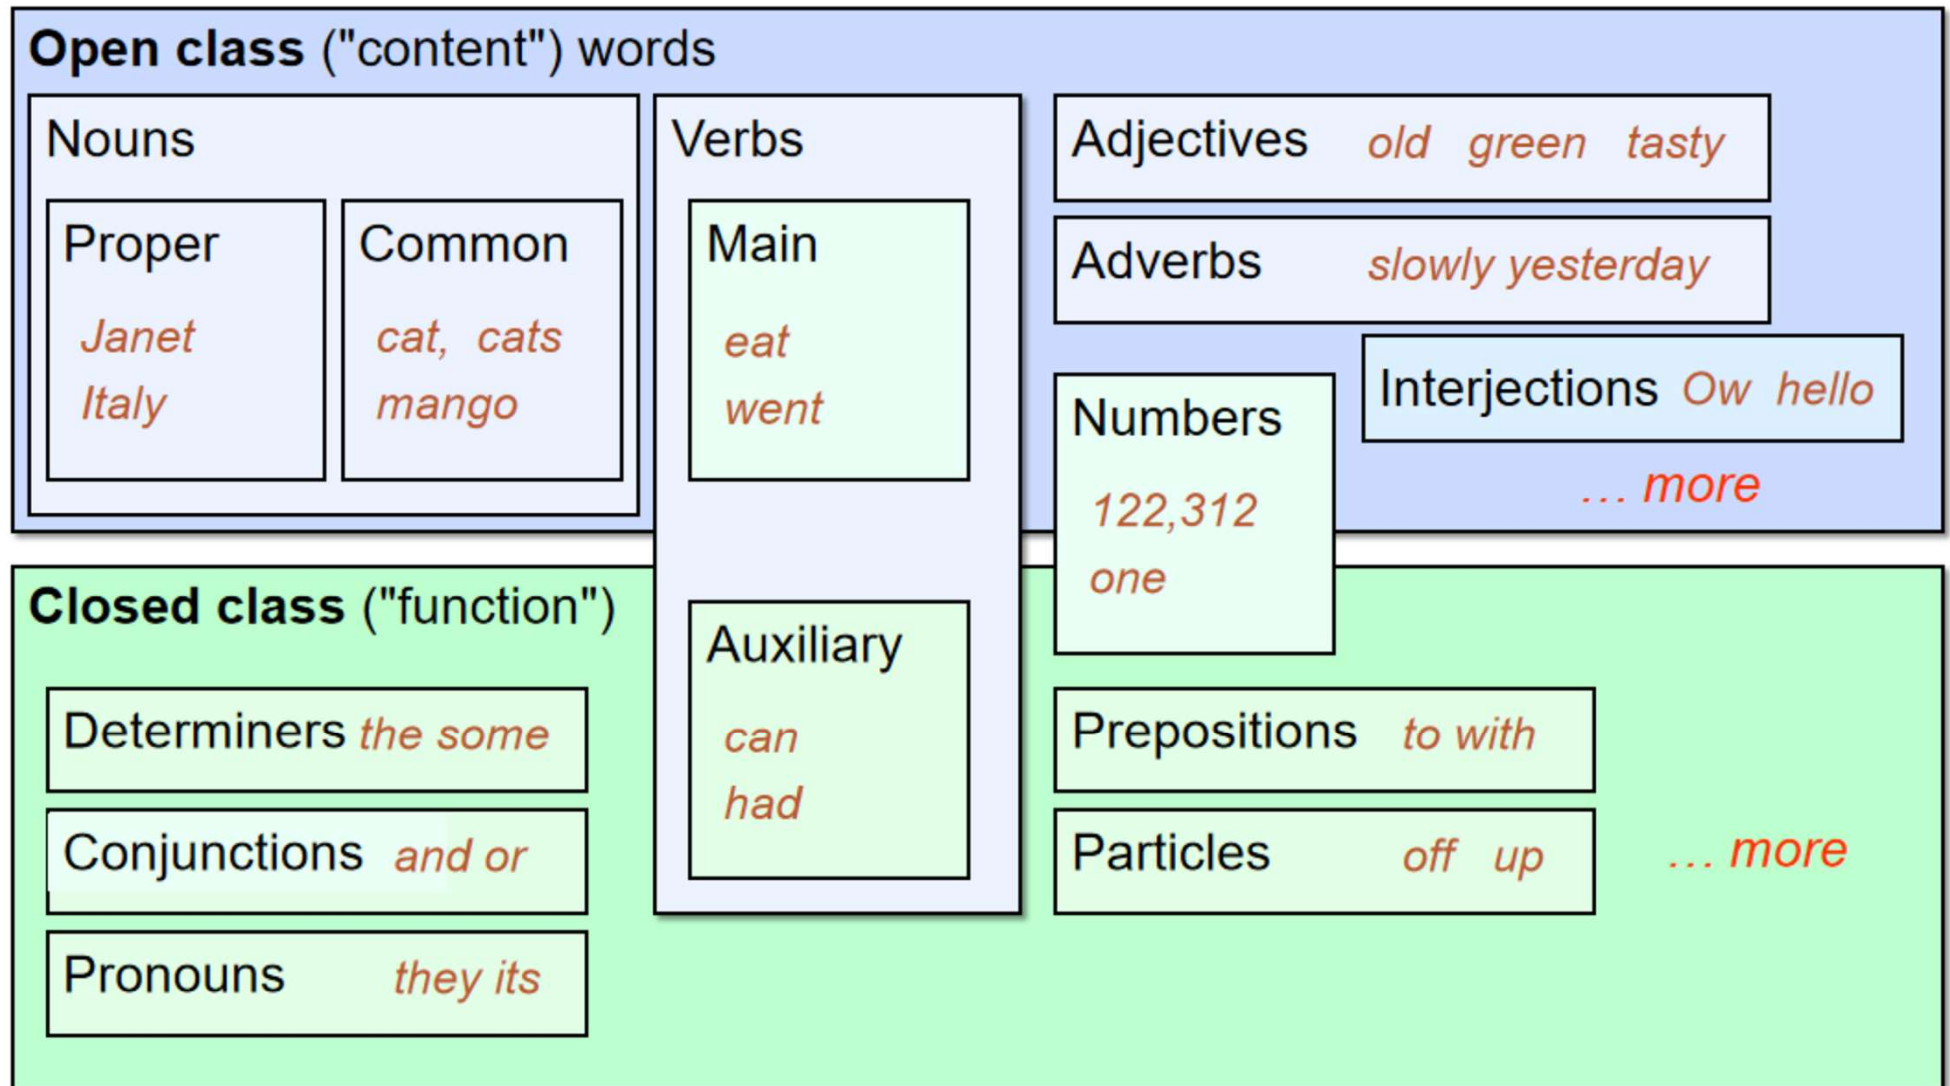 Open class ("content") words
Nouns
Proper
Janet
Italy
Common
cat, cats
mango
Verbs
Main
eat
went
Adjectives old green tasty
Adverbs slowly yesterday
Interjections Ow hello
Numbers
122,312
one
… more
Closed class ("function")
Determiners the some
Conjunctions and or
Pronouns they its
Auxiliary
can
had
Prepositions to with
Particles off up
… more